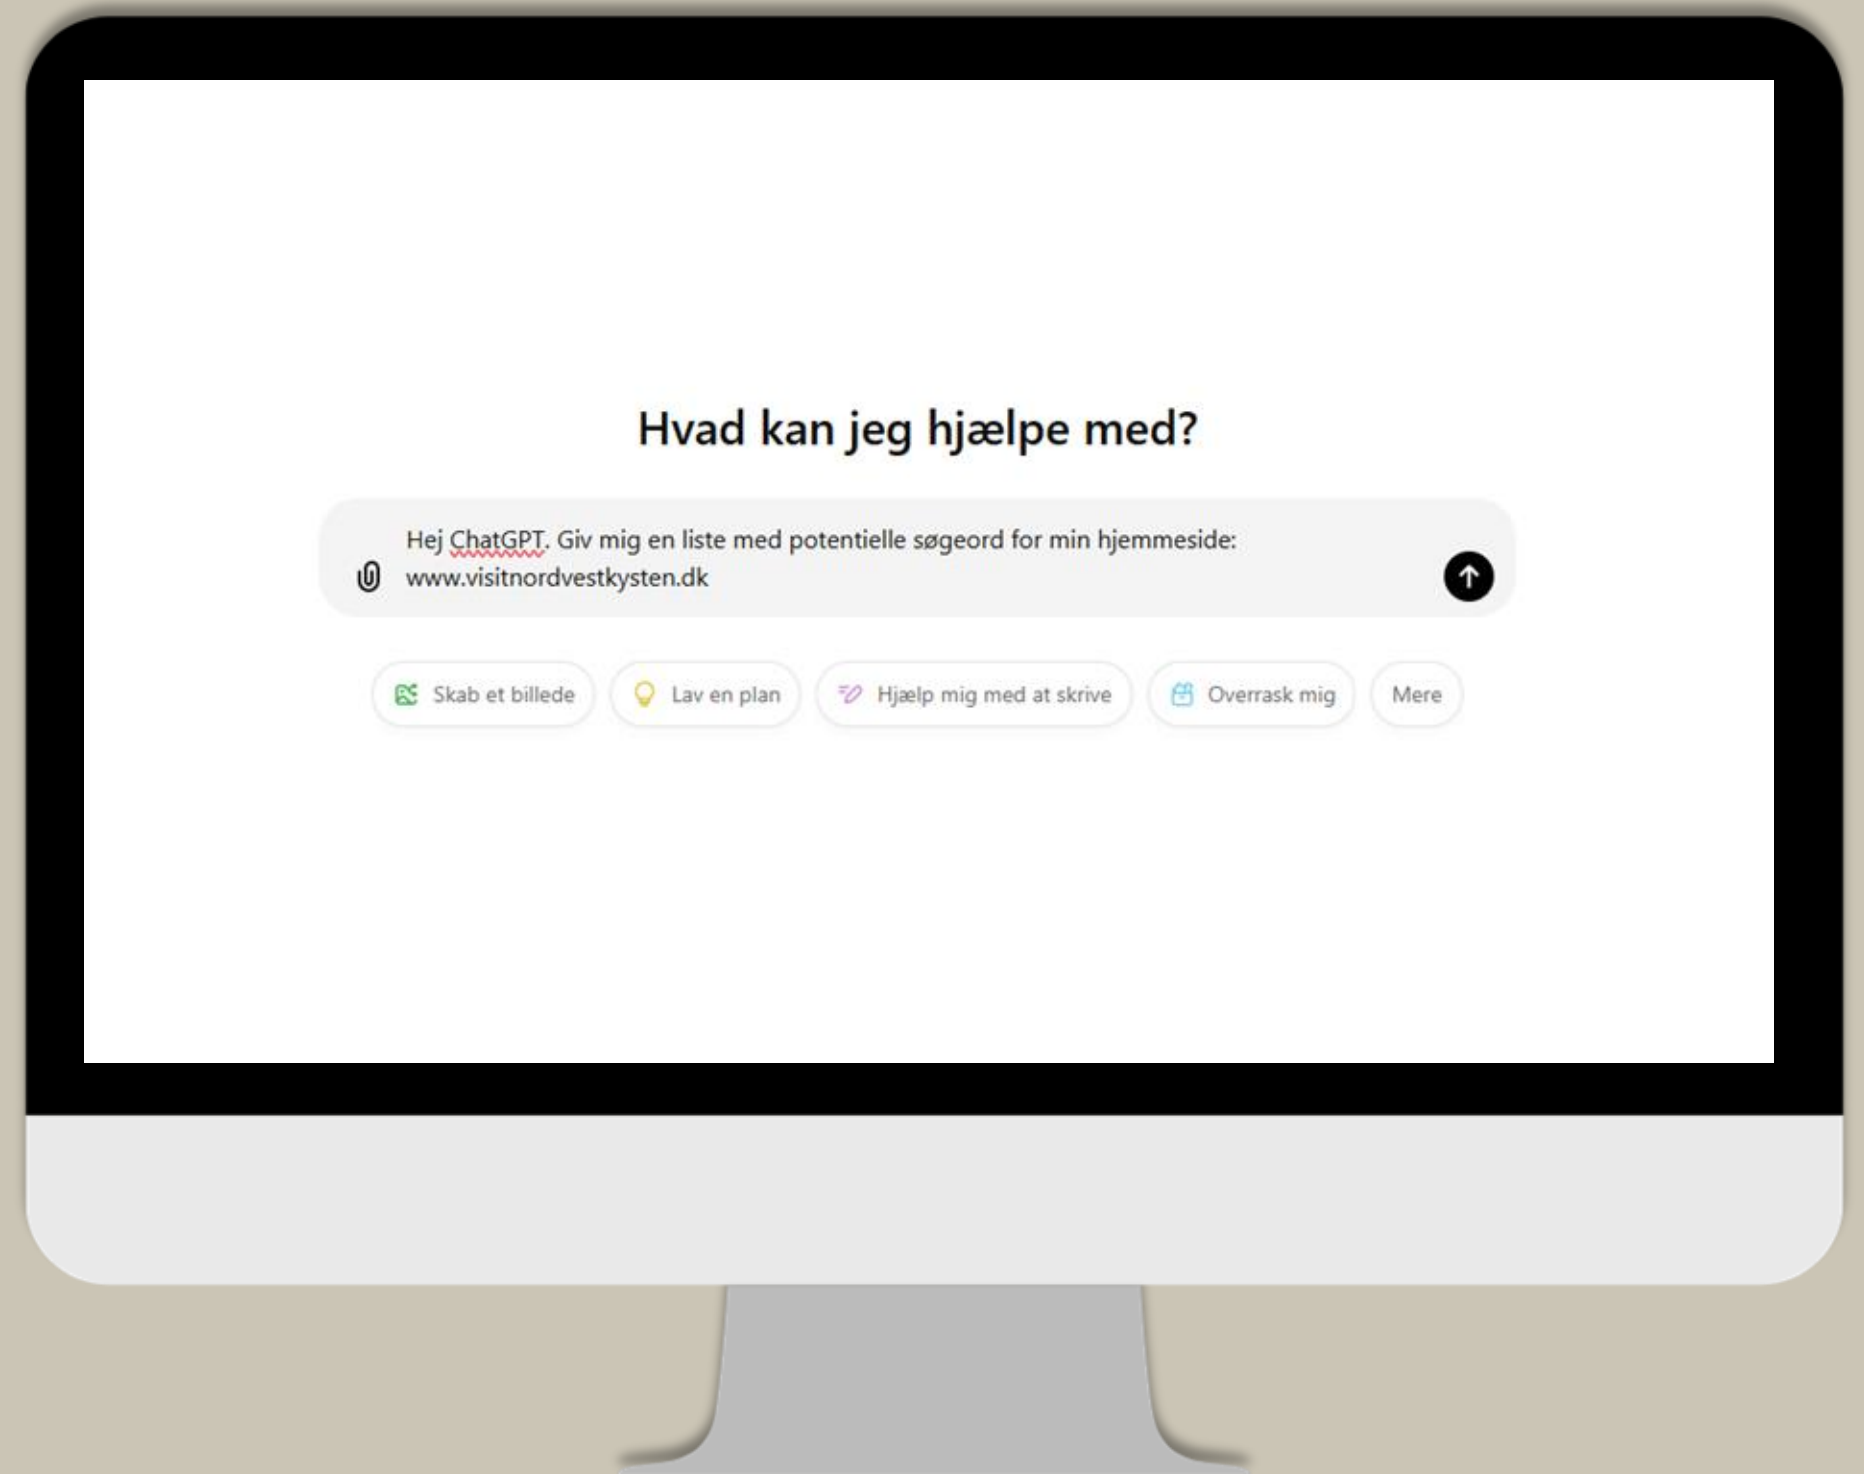 Hvad kan jeg hjælpe med?
Hej ChatGPT. Giv mig en liste med potentielle søgeord for min hjemmeside:
www.visitnordvestkysten.dk
Skab et billede
Lav en plan
Hjælp mig med at skrive
Overrask mig
Mere